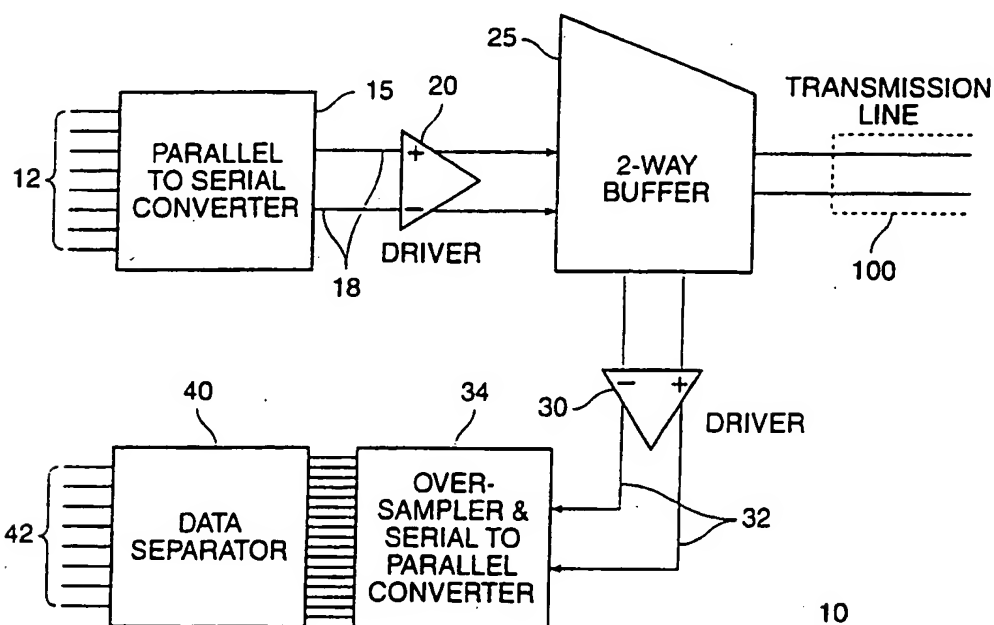 25
TRANSMISSION
LINE
15
20
12
PARALLEL
TO SERIAL
CONVERTER
+
−
2-WAY
BUFFER
DRIVER
18
100
40
34
30
−
+
DRIVER
42
DATA
SEPARATOR
OVER-
SAMPLER &
SERIAL TO
PARALLEL
CONVERTER
32
10